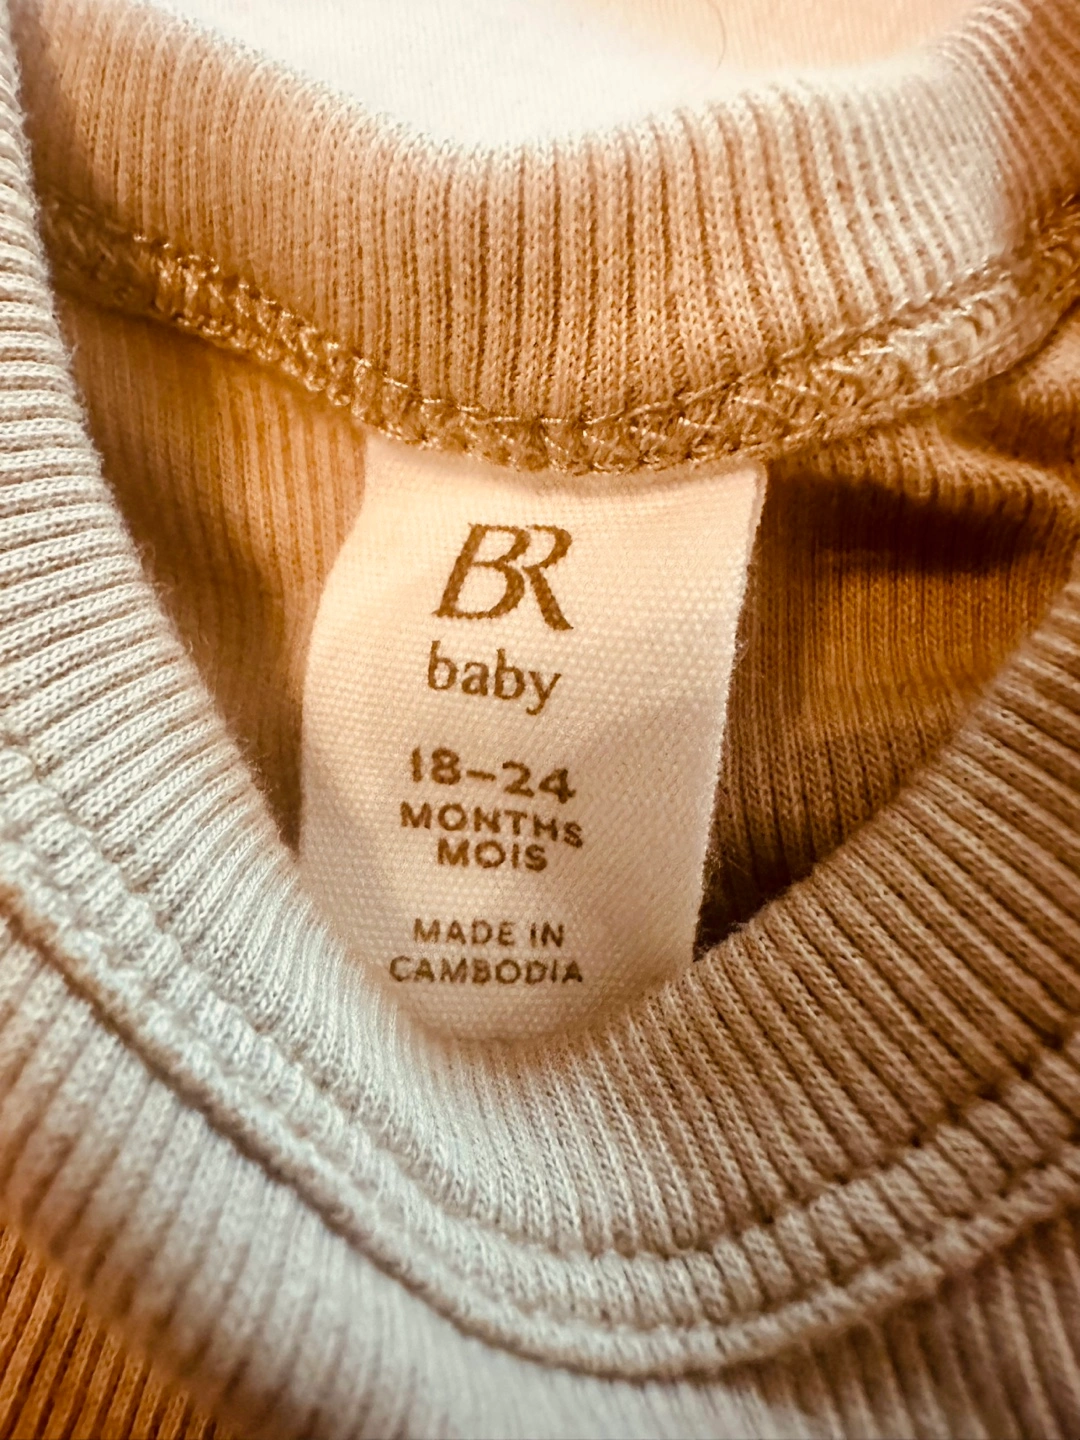 BR
baby
18–24
MONTHS
MOIS
MADE IN
CAMBODIA